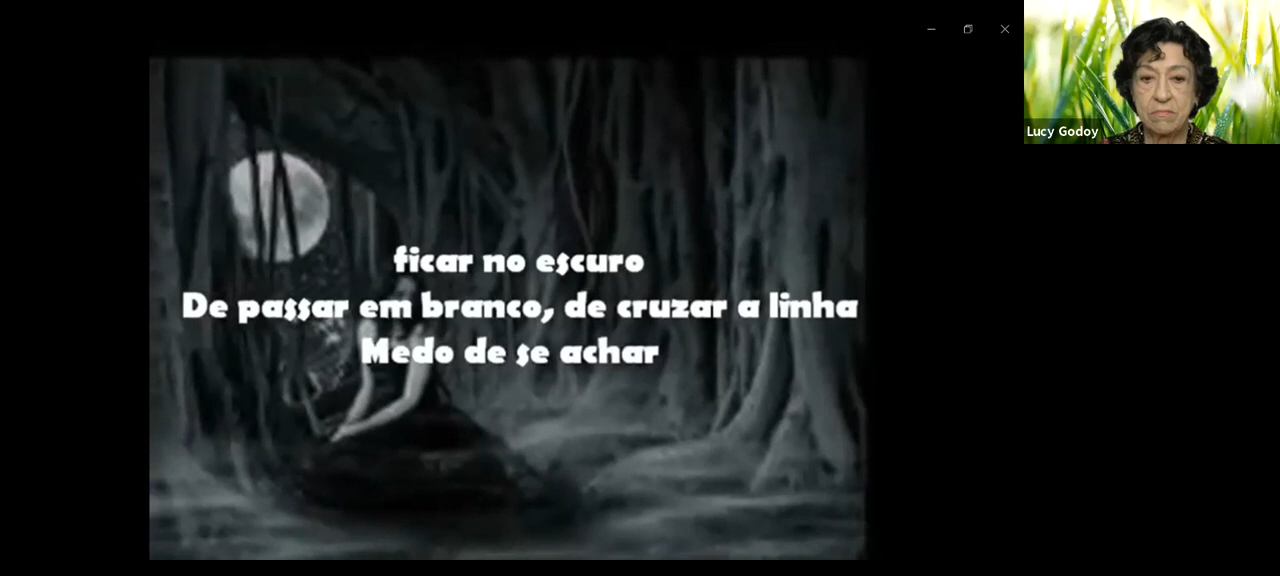 ficar no escuro
De passar em branco, de cruzar a linha
Medo de se achar
Lucy Godoy